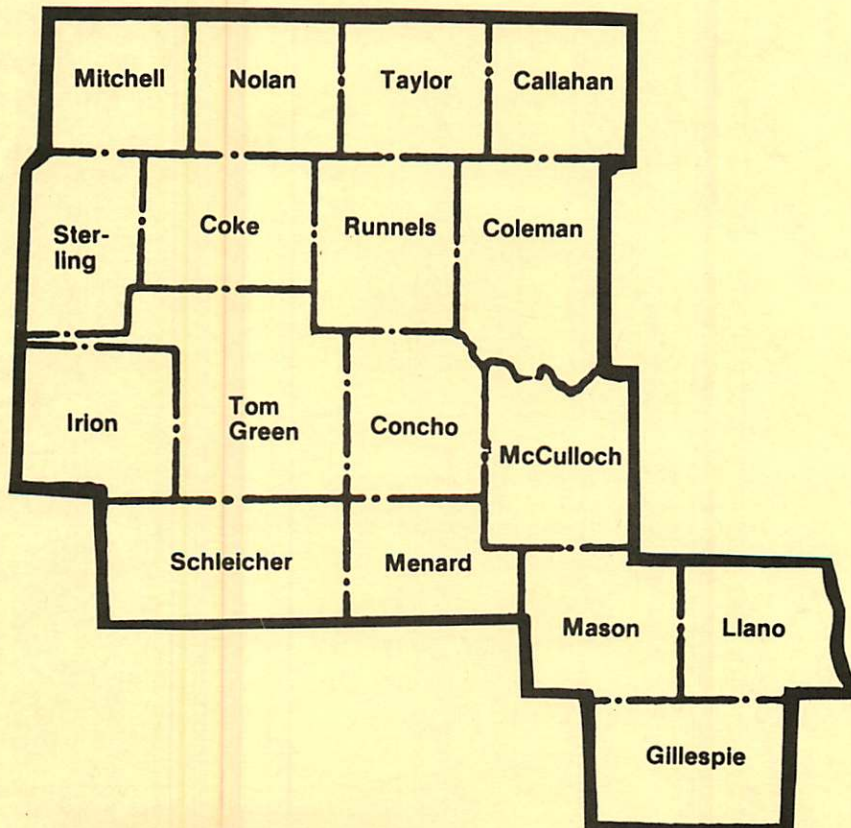 Mitchell
Nolan
Taylor
Callahan
Ster-
ling
Coke
Runnels
Coleman
Irion
Tom
Green
Concho
McCulloch
Schleicher
Menard
Mason
Llano
Gillespie